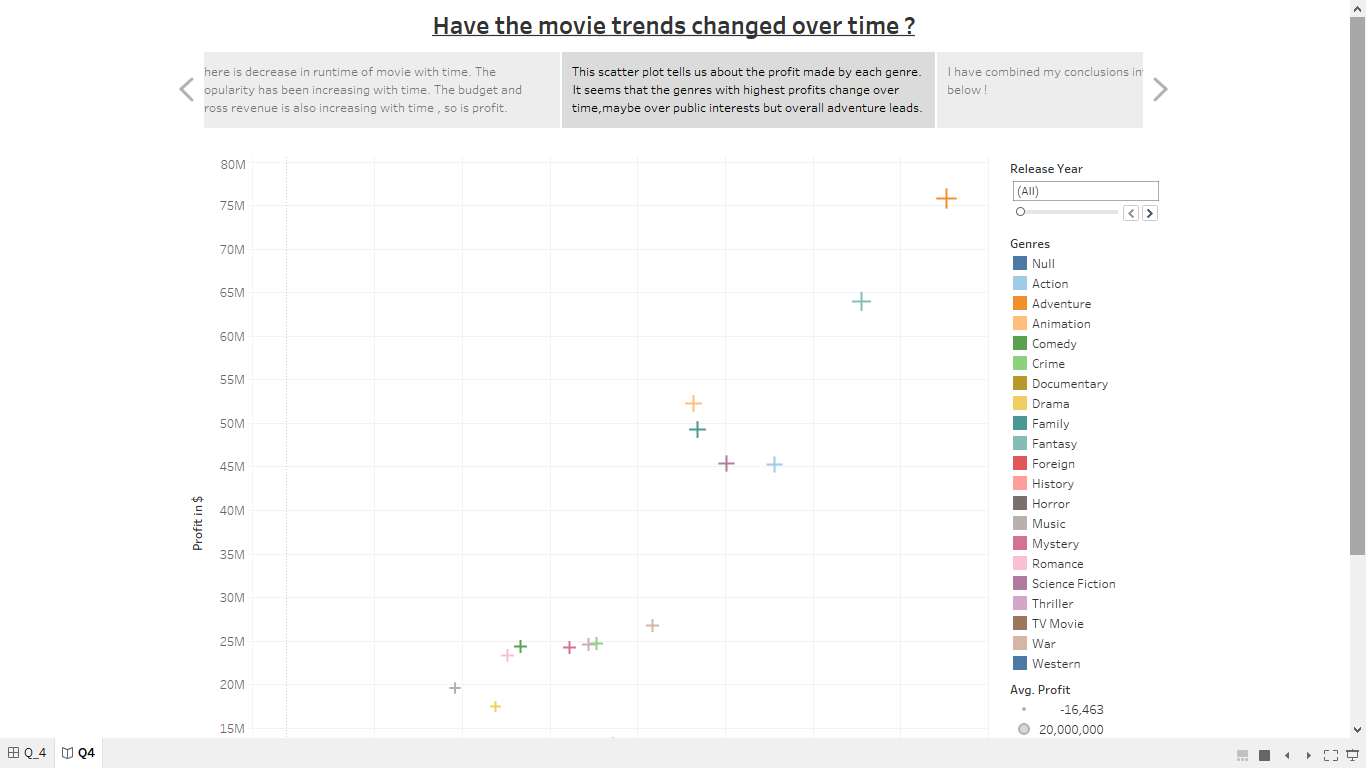 Have the movie trends changed over time ?
here is decrease in runtime of movie with time. The
opularity has been increasing with time. The budget and
ross revenue is also increasing with time , so is profit.
This scatter plot tells us about the profit made by each genre.
It seems that the genres with highest profits change over
time,maybe over public interests but overall adventure leads.
I have combined my conclusions in
below !
80M
75M
70M
65M
60M
55M
50M
45M
40M
35M
30M
25M
20M
15M
Profit in $
Release Year
(All)
Genres
Null
Action
Adventure
Animation
Comedy
Crime
Documentary
Drama
Family
Fantasy
Foreign
History
Horror
Music
Mystery
Romance
Science Fiction
Thriller
TV Movie
War
Western
Avg. Profit
-16,463
20,000,000
Q_4
Q4